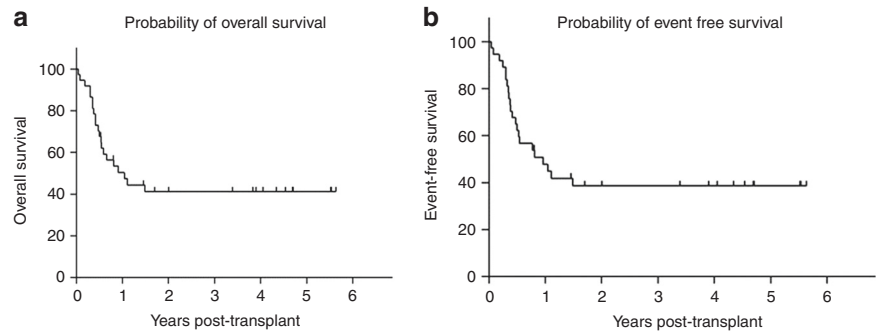 a
Probability of overall survival
Overall survival
100
80
60
40
20
0
0 1 2 3 4 5 6
Years post-transplant
b
Probability of event free survival
Event-free survival
100
80
60
40
20
0
0 1 2 3 4 5 6
Years post-transplant